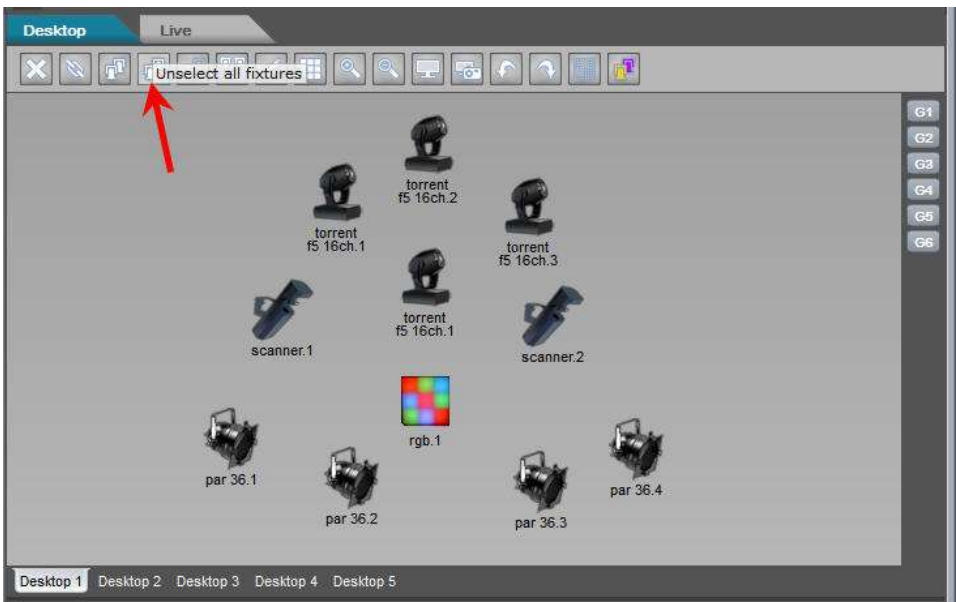 Desktop
Live
Unselect all fixtures
G1
G2
G3
G4
G5
G6
torrent
f5 16ch.2
torrent
f5 16ch.1
torrent
f5 16ch.3
torrent
f5 16ch.1
scanner.1
scanner.2
rgb.1
par 36.1
par 36.2
par 36.3
par 36.4
Desktop 1 Desktop 2 Desktop 3 Desktop 4 Desktop 5